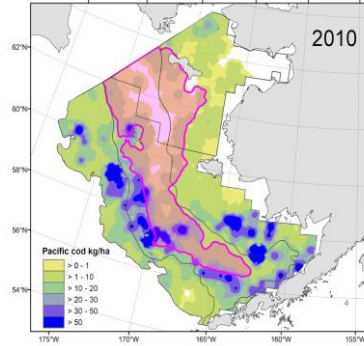 2010
62°N
60°N
58°N
56°N
54°N
Pacific cod kg/ha
> 0 - 1
> 1 - 10
> 10 - 20
> 20 - 30
> 30 - 50
> 50
175°W
170°W
165°W
160°W
155°W